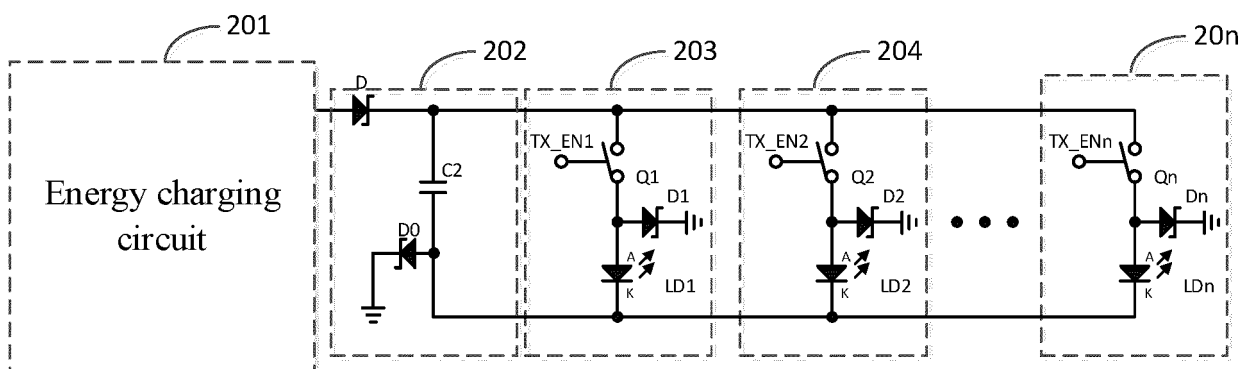 201
202
203
204
20n
D
Energy charging
circuit
C2
D0
TX_EN1
Q1
D1
A
K
LD1
TX_EN2
Q2
D2
A
K
LD2
TX_ENn
Qn
Dn
A
K
LDn